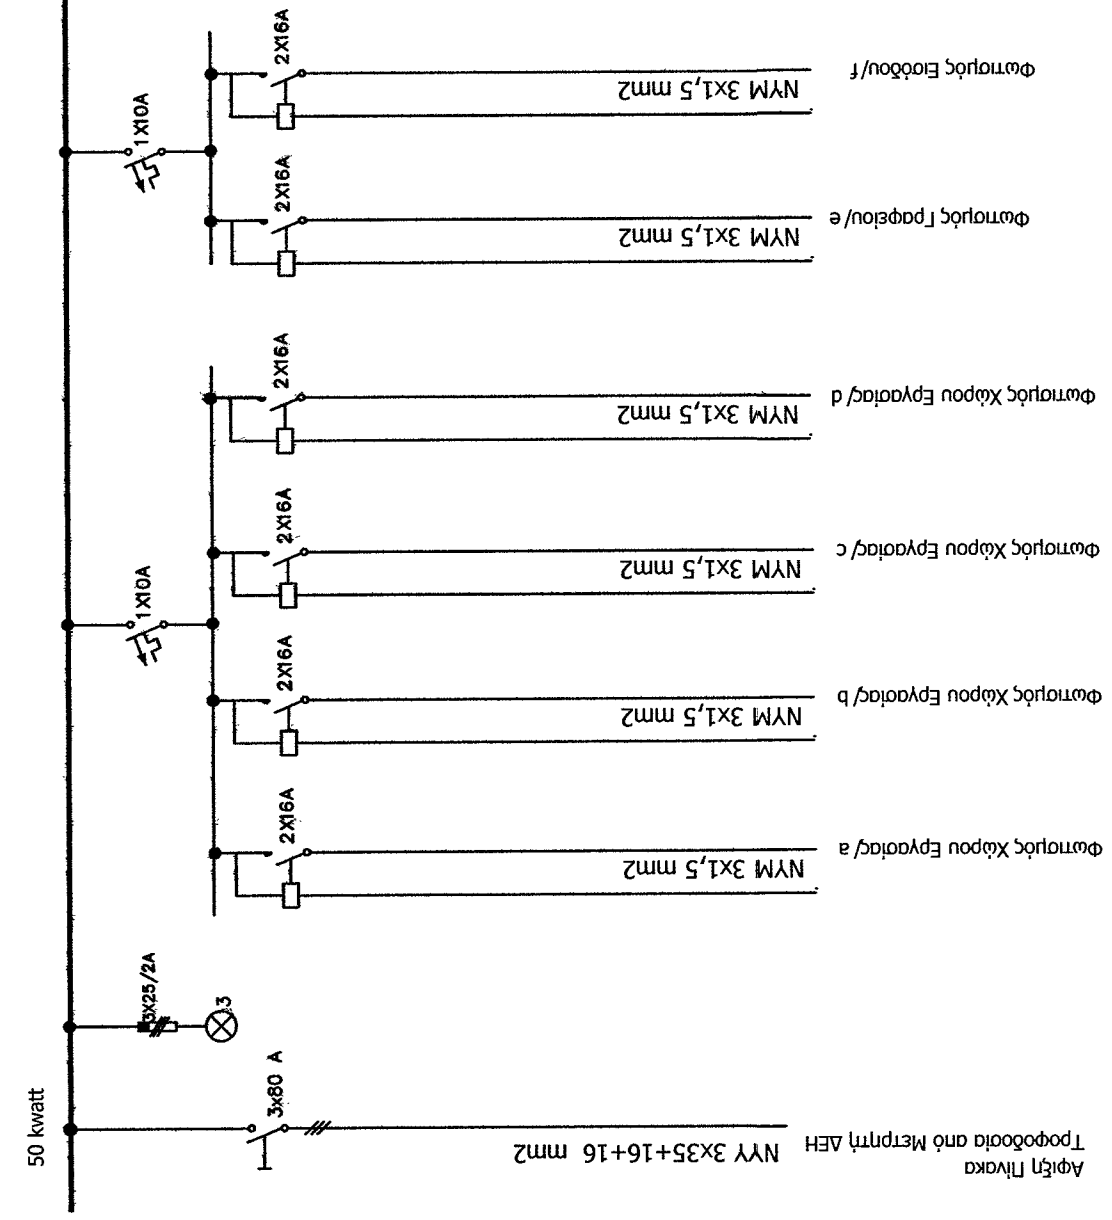 2X16A
NYM 3x1,5 mm2
Φωτισμός Εισόδου/f
1X10A
2X16A
NYM 3x1,5 mm2
Φωτισμός Γραφείου/e
2X16A
NYM 3x1,5 mm2
Φωτισμός Χώρου Εργασίας/d
2X16A
NYM 3x1,5 mm2
Φωτισμός Χώρου Εργασίας/c
1X10A
2X16A
NYM 3x1,5 mm2
Φωτισμός Χώρου Εργασίας/b
2X16A
NYM 3x1,5 mm2
Φωτισμός Χώρου Εργασίας/a
3X25/2A
3
50 kwatt
3x80 A
NYY 3x35+16+16 mm2
Αφιξη Πίνακα
Τροφοδοσία από Μετρητή ΔΕΗ